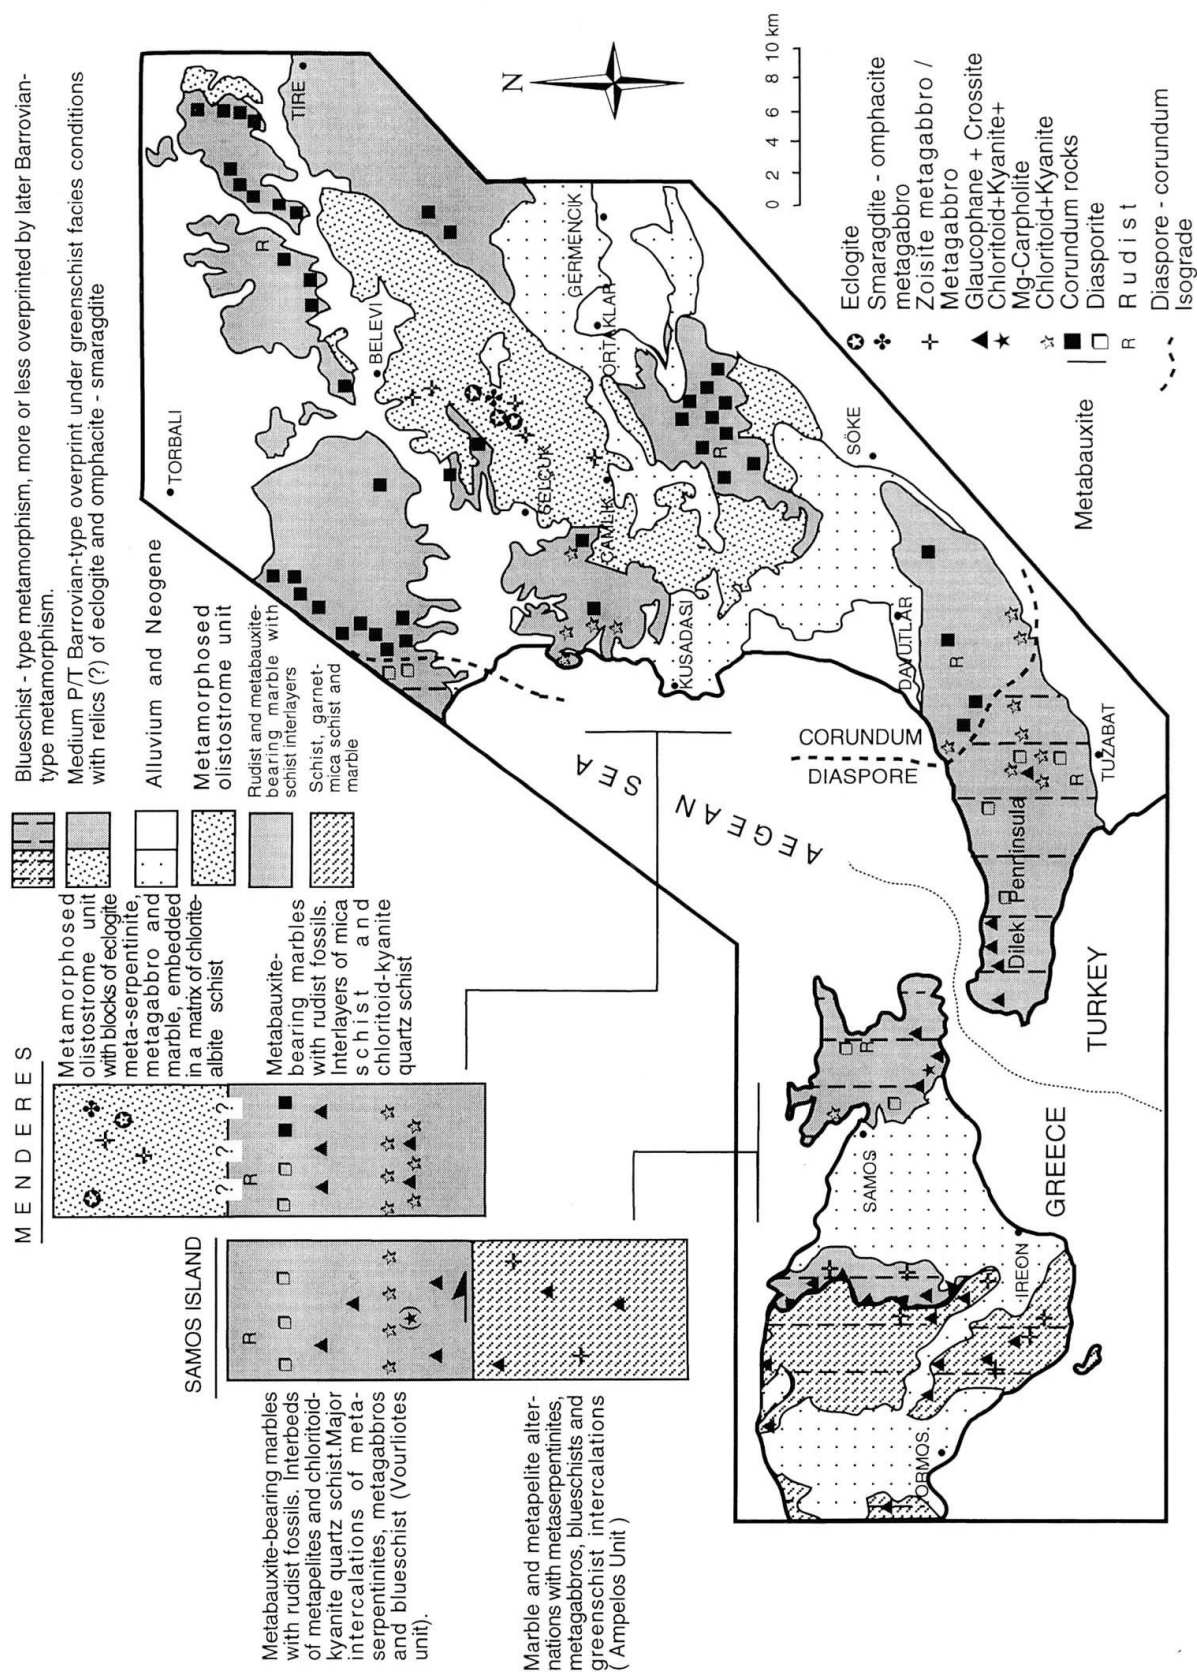 Blueschist - type metamorphism, more or less overprinted by later Barrovian-
type metamorphism.
Medium P/T Barrovian-type overprint under greenschist facies conditions
with relics (?) of eclogite and omphacite - smaragdite
Alluvium and Neogene
Metamorphosed
olistostrome unit
Rudist and metabauxite-
bearing marble with
schist interlayers
Schist, garnet-
mica schist and
marble
MENDERES
Metamorphosed
olistostrome unit
with blocks of eclogite
meta-serpentinite,
metagabbro and
marble, embedded
in a matrix of chlorite-
albite schist
Metabauxite-
bearing marbles
with rudist fossils.
Interlayers of mica
schist and
chloritoid-kyanite
quartz schist
? ? ?
R
SAMOS ISLAND
R
( )
Metabauxite-bearing marbles
with rudist fossils. Interbeds
of metapelites and chloritoid-
kyanite quartz schist.Major
intercalations of meta-
serpentinites, metagabbros
and blueschist (Vourliotes
unit).
Marble and metapelite alter-
nations with metaserpentinites,
metagabbros, blueschists and
greenschist intercalations
( Ampelos Unit )
TORBALI
TIRE
BELEVI
R
SELÇUK
GERMENCIK
ORTAKLAR
ÇAMLIK
R
SÖKE
KUSADASI
DAVUTLAR
R
CORUNDUM
DIASPORE
AEGEAN SEA
TUZABAT
R
Dilek Penninsula
TURKEY
GREECE
SAMOS
R
IREON
ORMOS
N
0 2 4 6 8 10 km
Eclogite
Smaragdite - omphacite
metagabbro
Zoisite metagabbro /
Metagabbro
Glaucophane + Crossite
Chloritoid+Kyanite+
Mg-Carpholite
Chloritoid+Kyanite
Corundum rocks
Diasporite
Metabauxite
R Rudist
Diaspore - corundum
Isograde